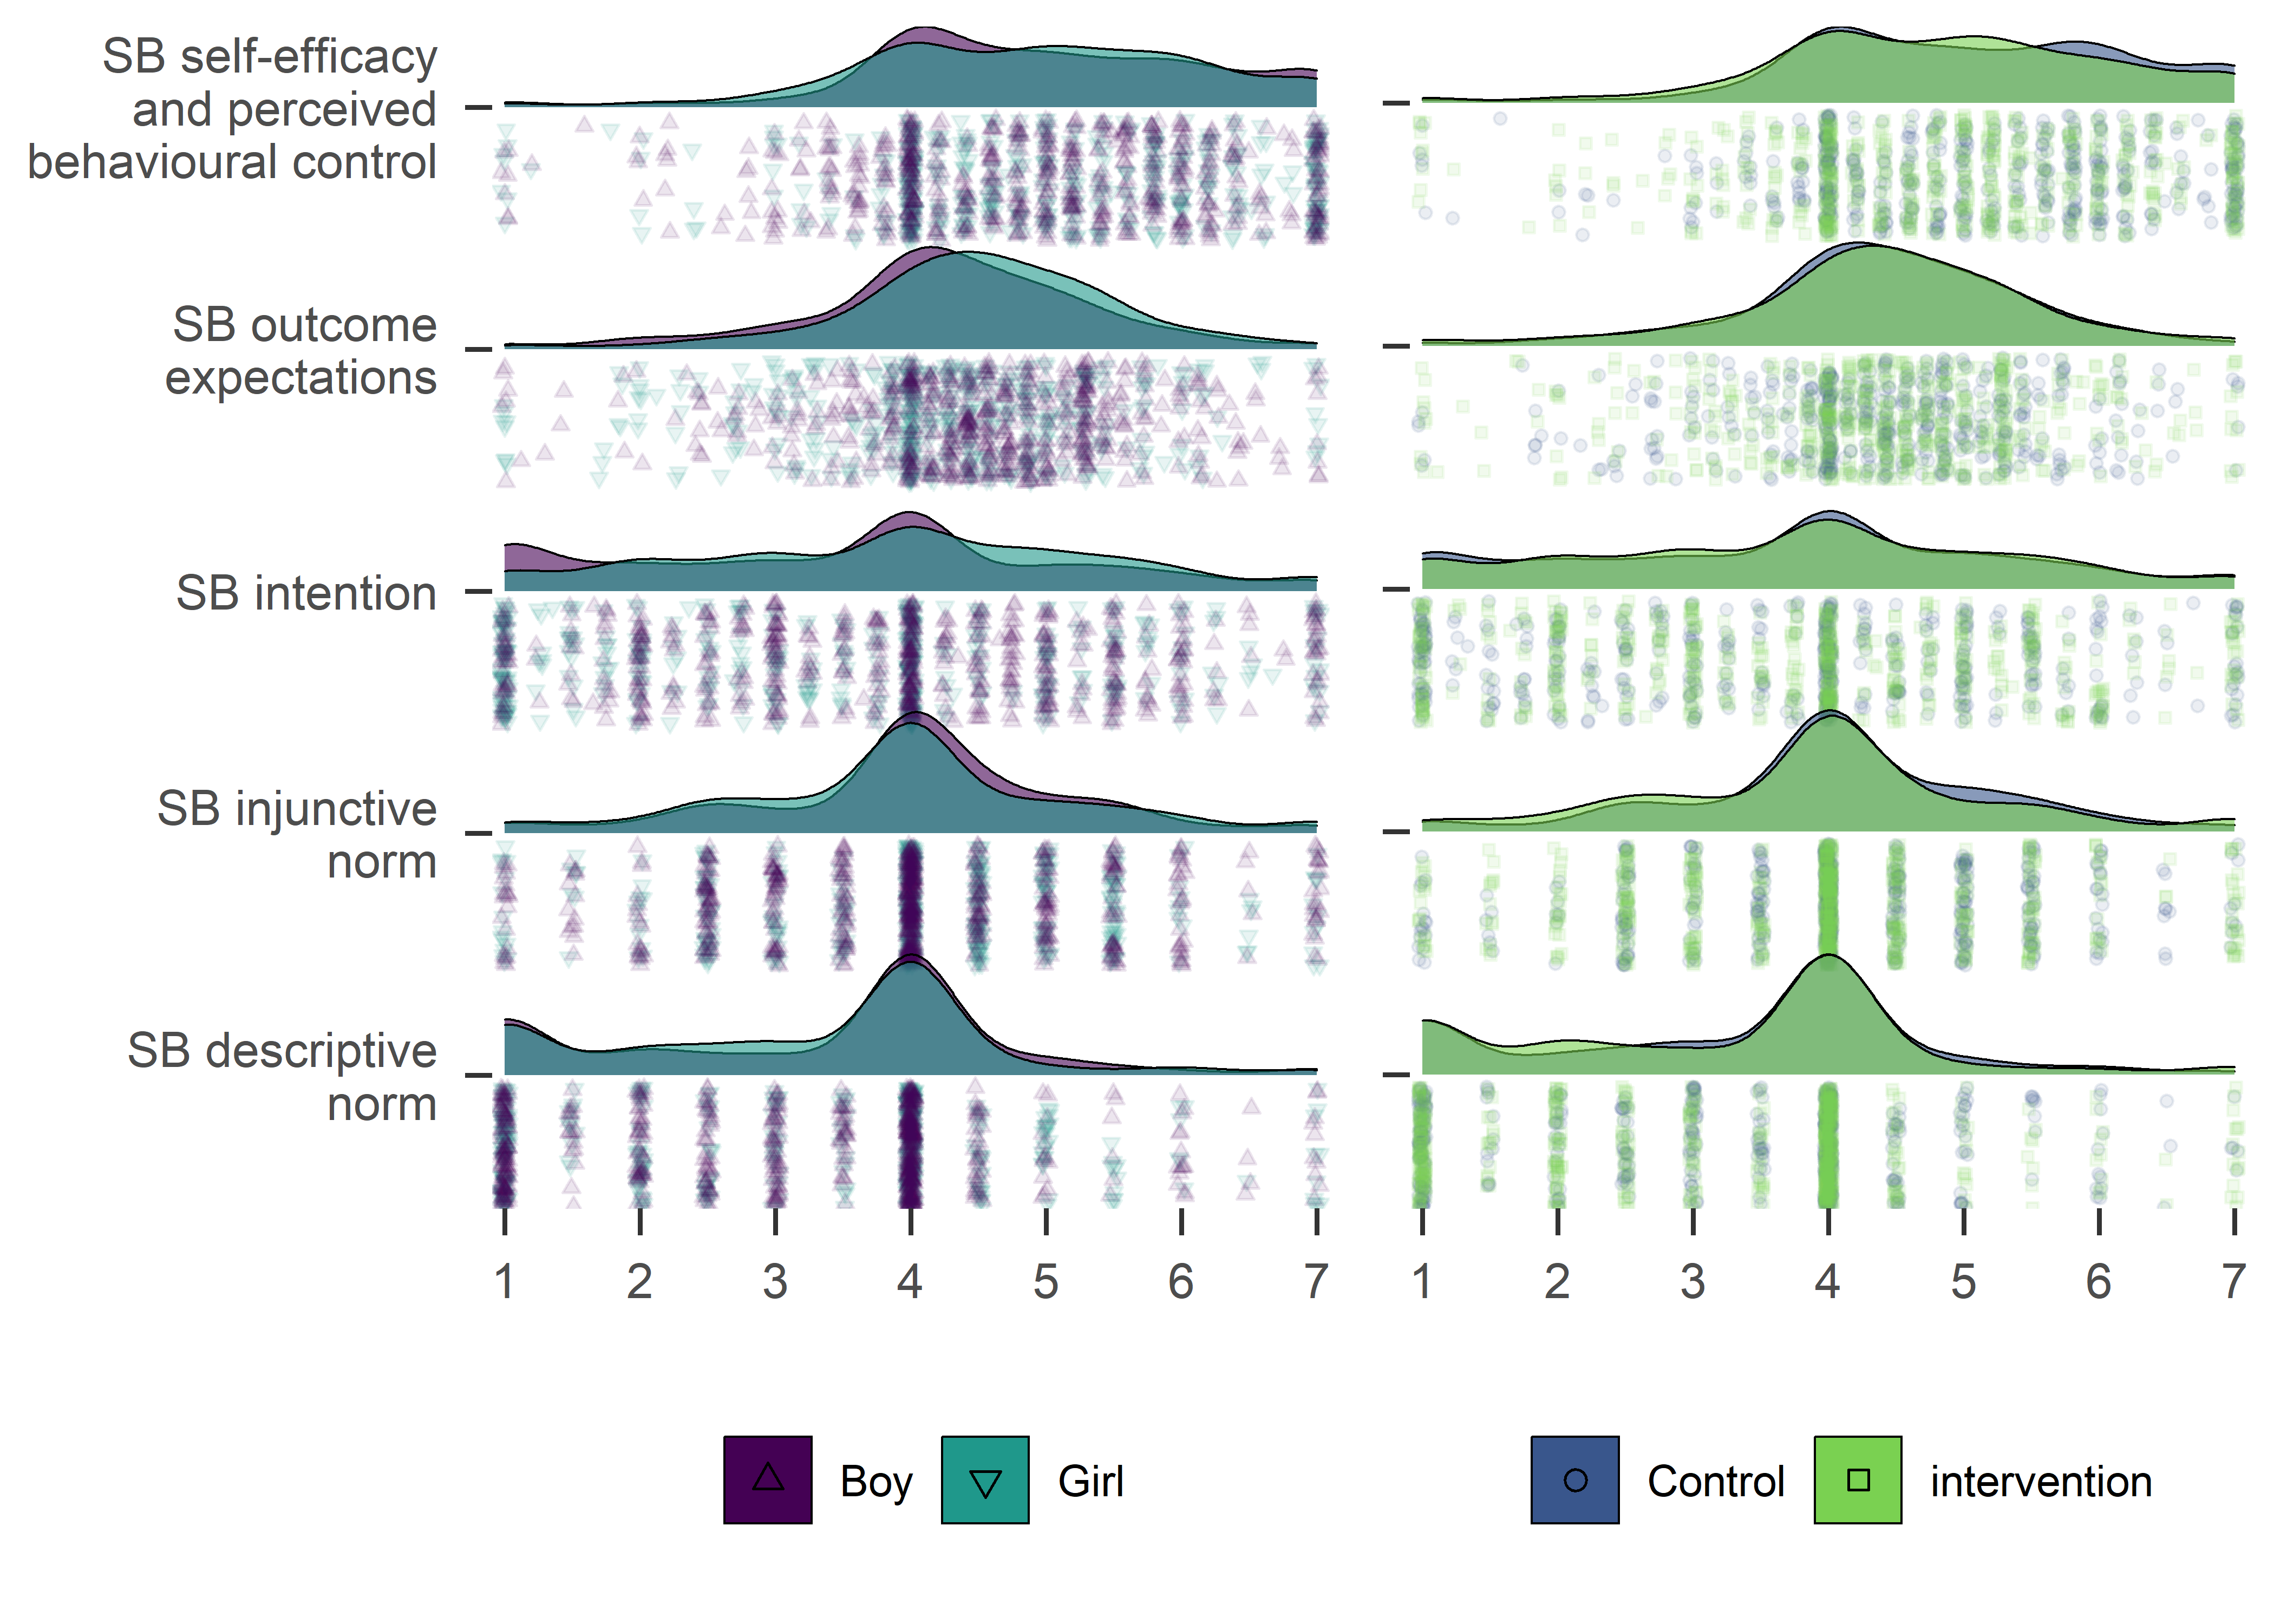 SB self-efficacy
and perceived
behavioural control
SB outcome
expectations
SB intention
SB injunctive
norm
SB descriptive
norm
1 2 3 4 5 6 7
1 2 3 4 5 6 7
Boy Girl
Control intervention